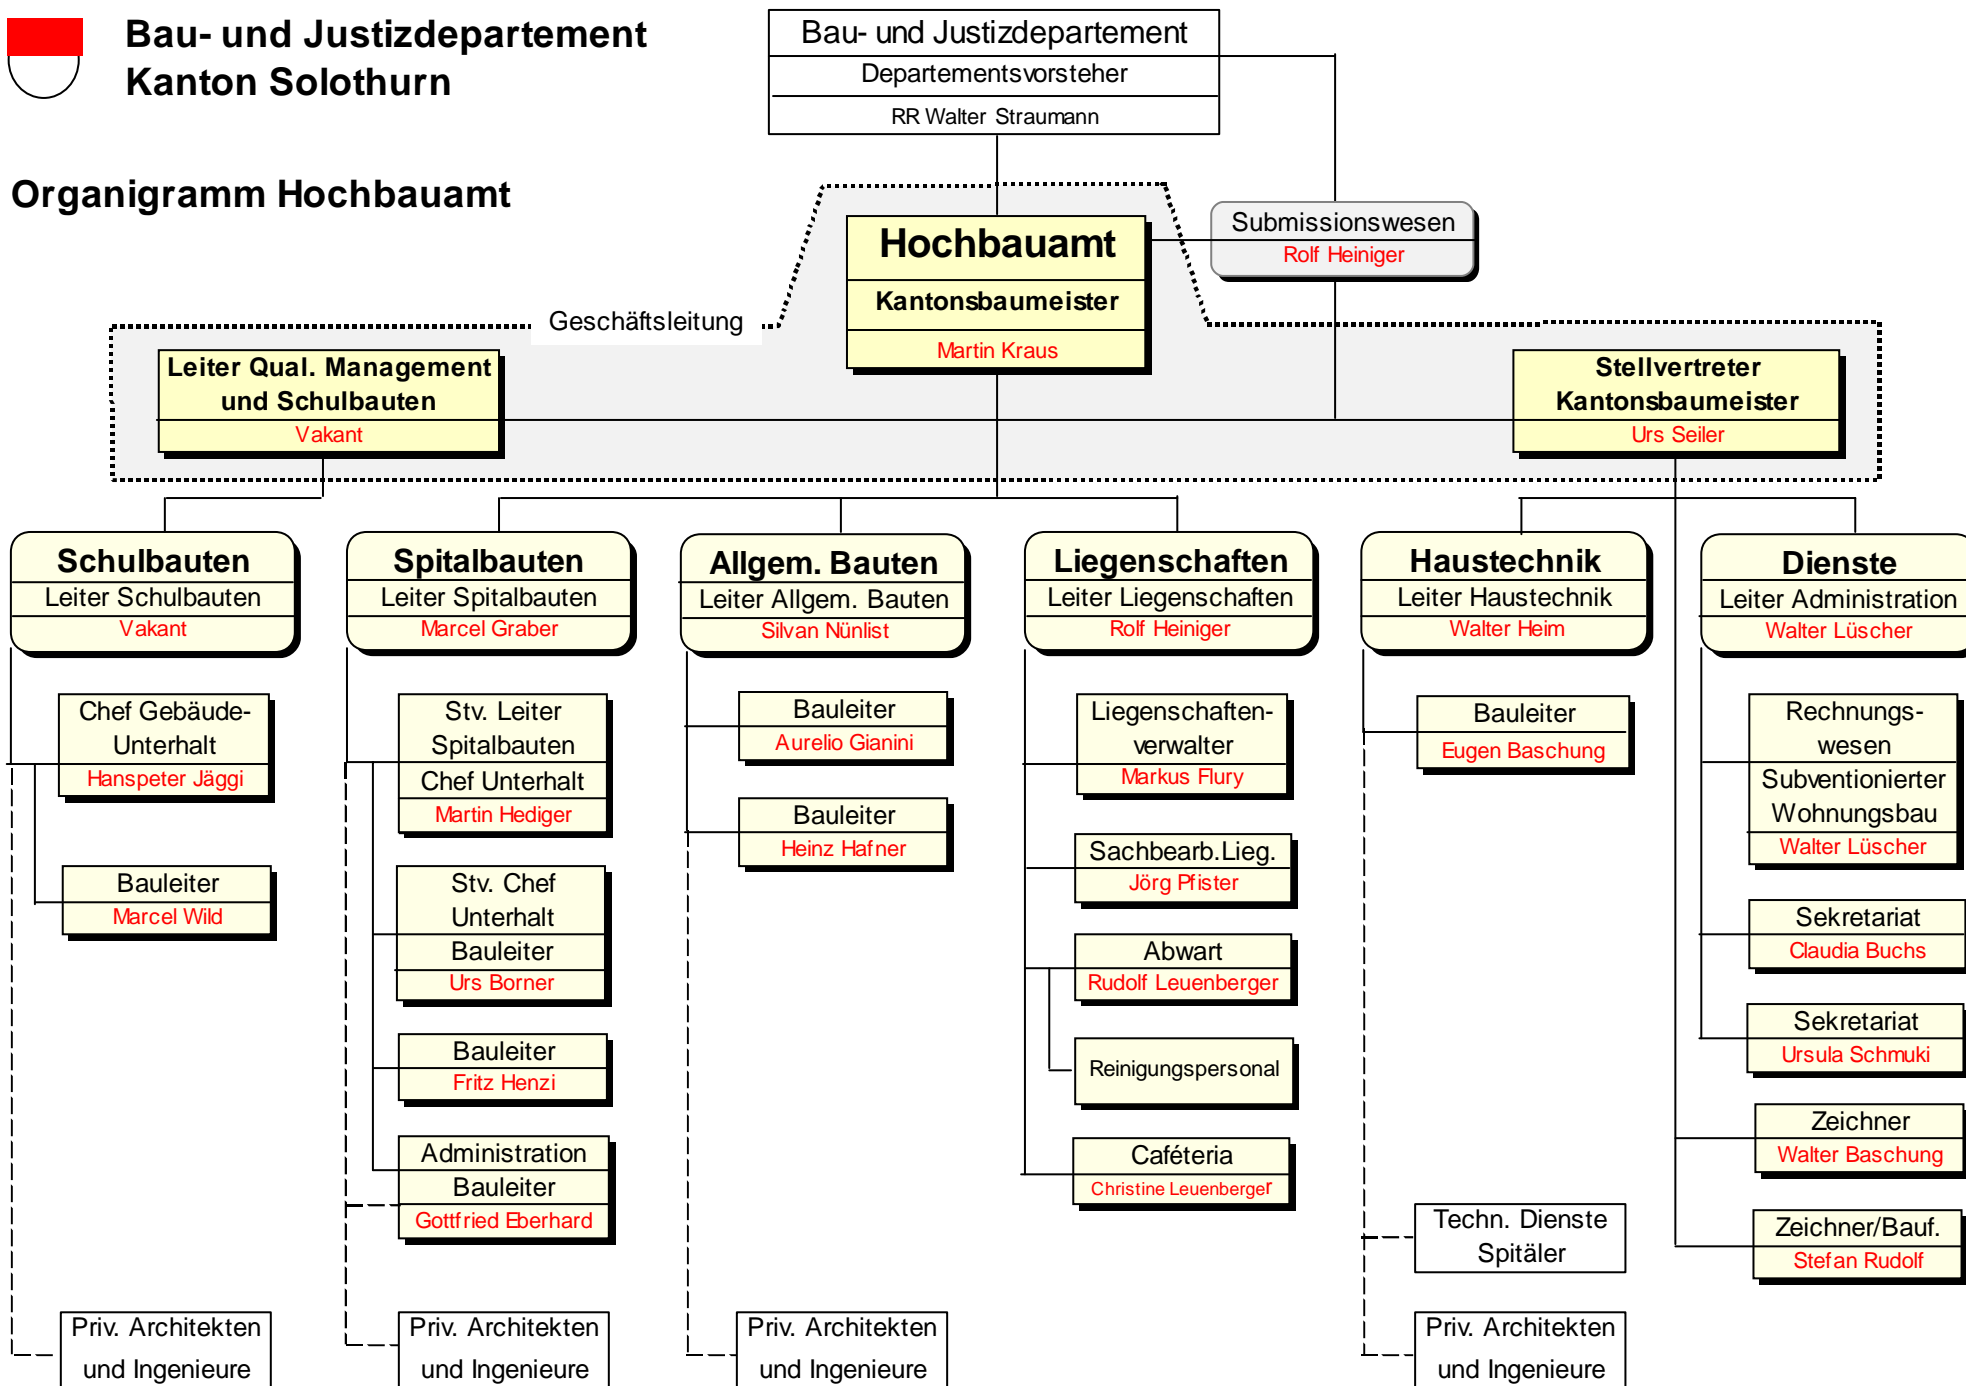 Bau- und Justizdepartement
Kanton Solothurn
Organigramm Hochbauamt
Bau- und Justizdepartement
Departementsvorsteher
RR Walter Straumann
Submissionswesen
Rolf Heiniger
Hochbauamt
Kantonsbaumeister
Martin Kraus
Geschäftsleitung
Leiter Qual. Management
und Schulbauten
Vakant
Stellvertreter
Kantonsbaumeister
Urs Seiler
Schulbauten
Leiter Schulbauten
Vakant
Chef Gebäude-
Unterhalt
Hanspeter Jäggi
Bauleiter
Marcel Wild
Priv. Architekten
und Ingenieure
Spitalbauten
Leiter Spitalbauten
Marcel Graber
Stv. Leiter
Spitalbauten
Chef Unterhalt
Martin Hediger
Stv. Chef
Unterhalt
Bauleiter
Urs Borner
Bauleiter
Fritz Henzi
Administration
Bauleiter
Gottfried Eberhard
Priv. Architekten
und Ingenieure
Allgem. Bauten
Leiter Allgem. Bauten
Silvan Nünlist
Bauleiter
Aurelio Gianini
Bauleiter
Heinz Hafner
Priv. Architekten
und Ingenieure
Liegenschaften
Leiter Liegenschaften
Rolf Heiniger
Liegenschaften-
verwalter
Markus Flury
Sachbearb.Lieg.
Jörg Pfister
Abwart
Rudolf Leuenberger
Reinigungspersonal
Caféteria
Christine Leuenberger
Haustechnik
Leiter Haustechnik
Walter Heim
Bauleiter
Eugen Baschung
Techn. Dienste
Spitäler
Priv. Architekten
und Ingenieure
Dienste
Leiter Administration
Walter Lüscher
Rechnungs-
wesen
Subventionierter
Wohnungsbau
Walter Lüscher
Sekretariat
Claudia Buchs
Sekretariat
Ursula Schmuki
Zeichner
Walter Baschung
Zeichner/Bauf.
Stefan Rudolf